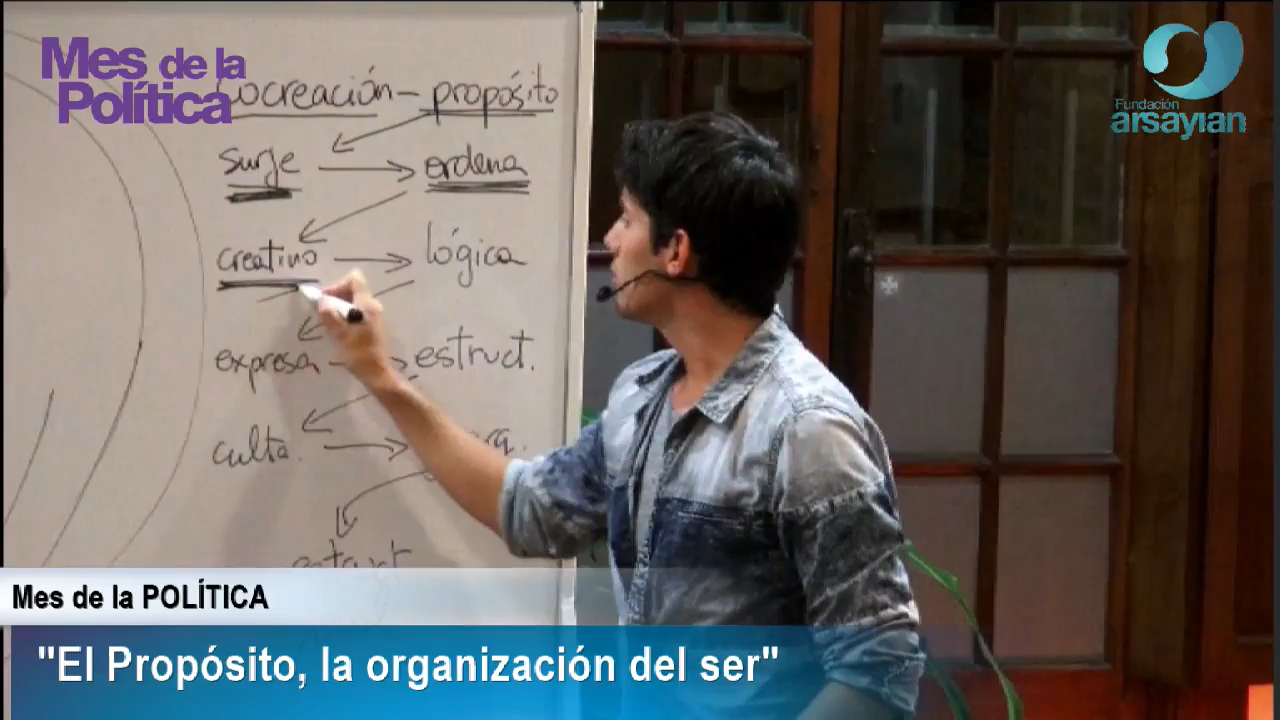 Mes de la
Política
Fundación
arsayian
cocreación – propósito
surje → ordena
creativo → lógica
expresa → estruct.
culta. →
Mes de la POLÍTICA
"El Propósito, la organización del ser"